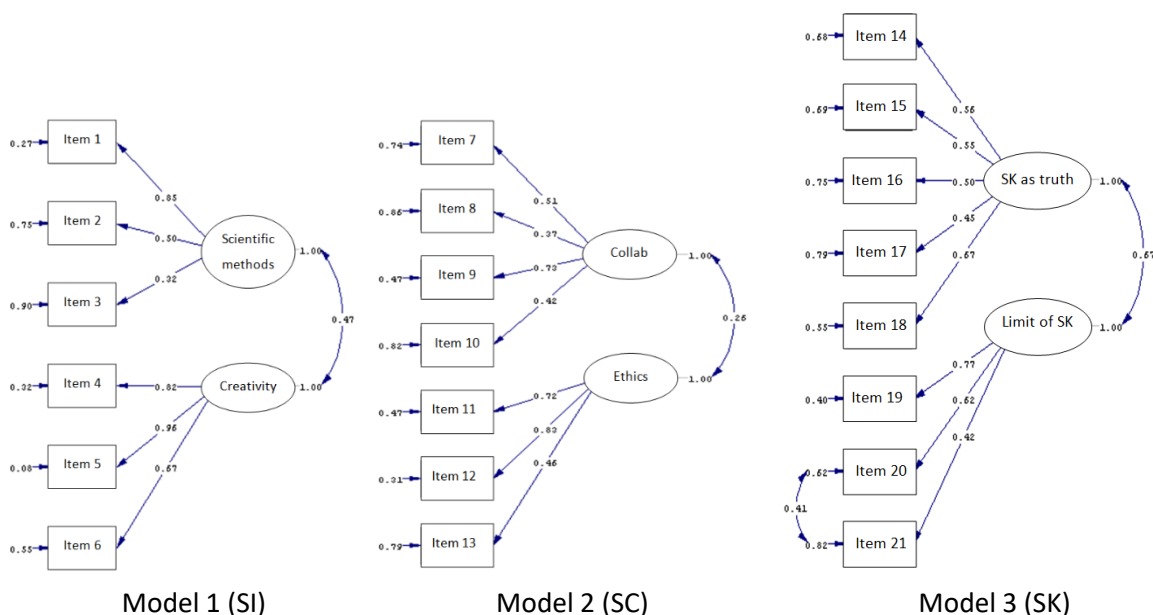 0.27
Item 1
0.85
0.75
Item 2
0.50
Scientific
methods
1.00
0.90
Item 3
0.32
0.47
0.32
Item 4
0.82
Creativity
1.00
0.08
Item 5
0.96
0.55
Item 6
0.67
Model 1 (SI)
0.74
Item 7
0.51
0.86
Item 8
0.37
Collab
1.00
0.47
Item 9
0.73
0.82
Item 10
0.42
0.26
0.47
Item 11
0.72
Ethics
1.00
0.31
Item 12
0.83
0.79
Item 13
0.46
Model 2 (SC)
0.68
Item 14
0.56
0.69
Item 15
0.55
0.75
Item 16
0.50
SK as truth
1.00
0.79
Item 17
0.45
0.55
Item 18
0.67
0.67
Limit of SK
1.00
0.40
Item 19
0.77
0.62
Item 20
0.62
0.41
0.82
Item 21
0.42
Model 3 (SK)